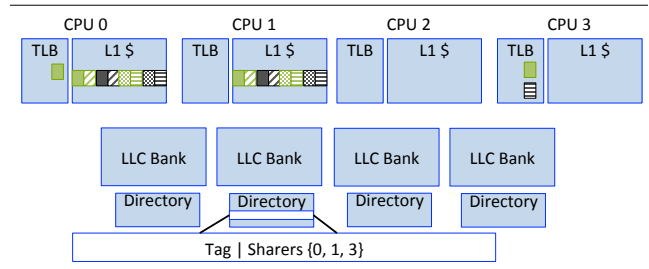 CPU 0 CPU 1 CPU 2 CPU 3
TLB L1 $ TLB L1 $ TLB L1 $ TLB L1 $
LLC Bank LLC Bank LLC Bank LLC Bank
Directory Directory Directory Directory
Tag | Sharers {0, 1, 3}